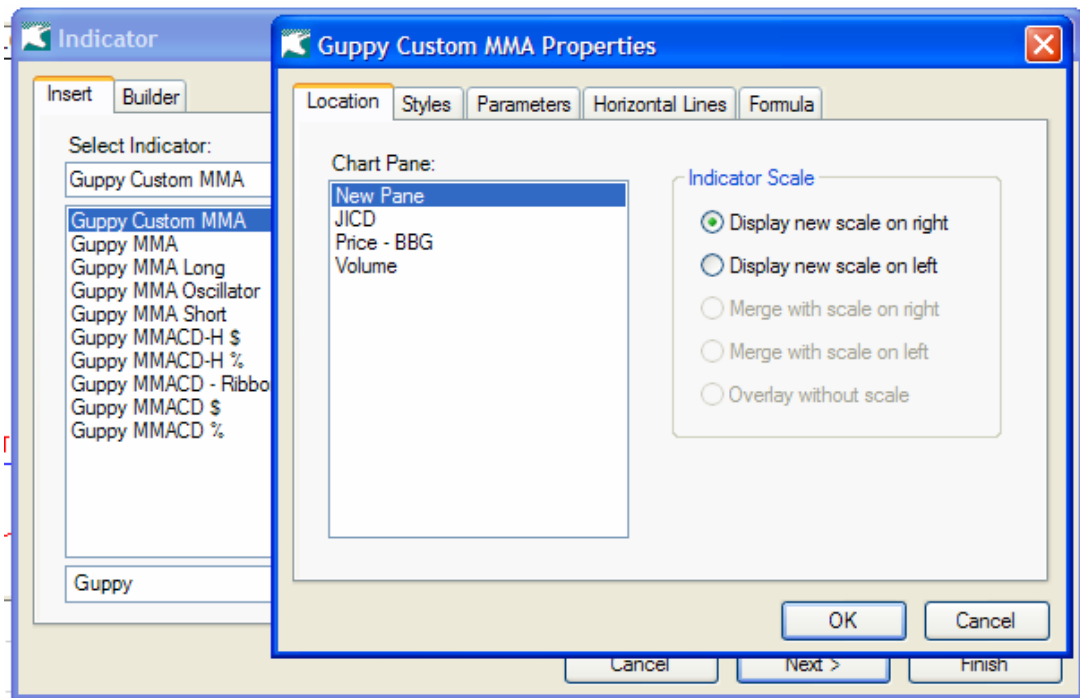 Indicator
Insert
Builder
Select Indicator:
Guppy Custom MMA
Guppy Custom MMA
Guppy MMA
Guppy MMA Long
Guppy MMA Oscillator
Guppy MMA Short
Guppy MMACD-H $
Guppy MMACD-H %
Guppy MMACD - Ribbo
Guppy MMACD $
Guppy MMACD %
Guppy
Guppy Custom MMA Properties
Location
Styles
Parameters
Horizontal Lines
Formula
Chart Pane:
New Pane
JICD
Price - BBG
Volume
Indicator Scale
Display new scale on right
Display new scale on left
Merge with scale on right
Merge with scale on left
Overlay without scale
OK
Cancel
Cancel
Next >
Finish